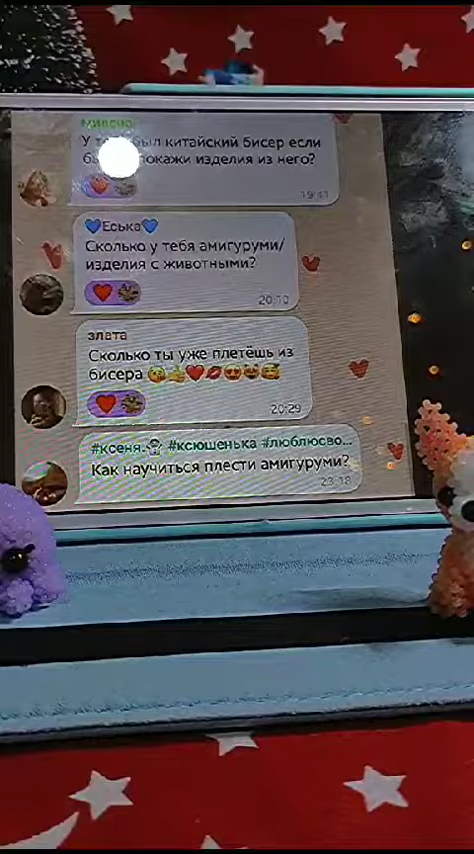 милена
У т был китайский бисер если
б покажи изделия из него?
19:41
💙Еська💙
Сколько у тебя амигуруми/
изделия с животными?
20:10
злата
Сколько ты уже плетёшь из
бисера 😘👍❤️💋😍😍🥰
20:29
#ксеня. #ксюшенька #люблюсво...
Как научиться плести амигуруми?
23:18